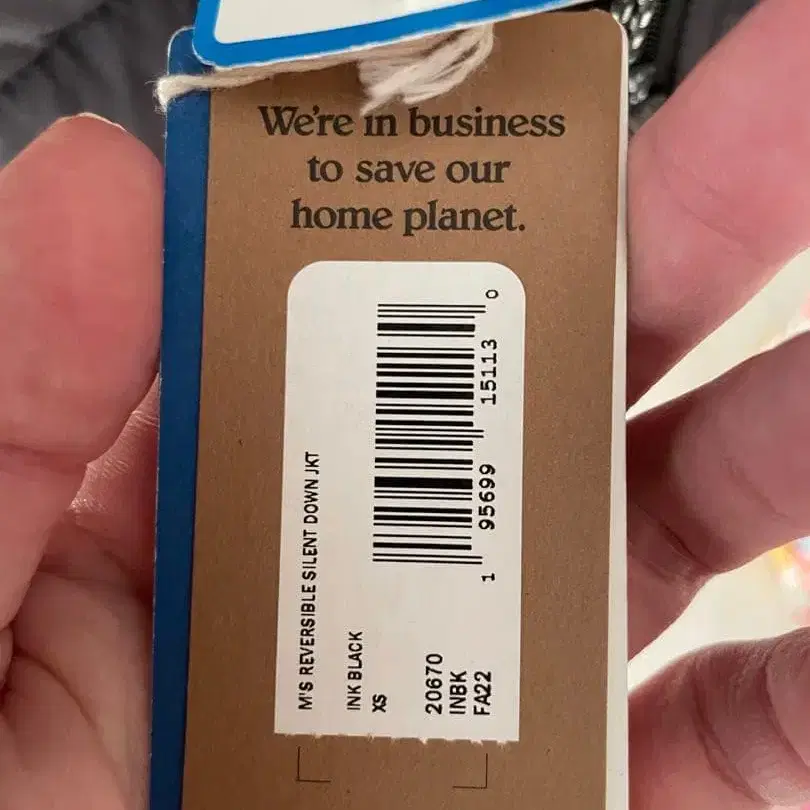 We're in business
to save our
home planet.
M'S REVERSIBLE SILENT DOWN JKT
INK BLACK
XS
20670
INBK
FA22
1 95699 15113 0